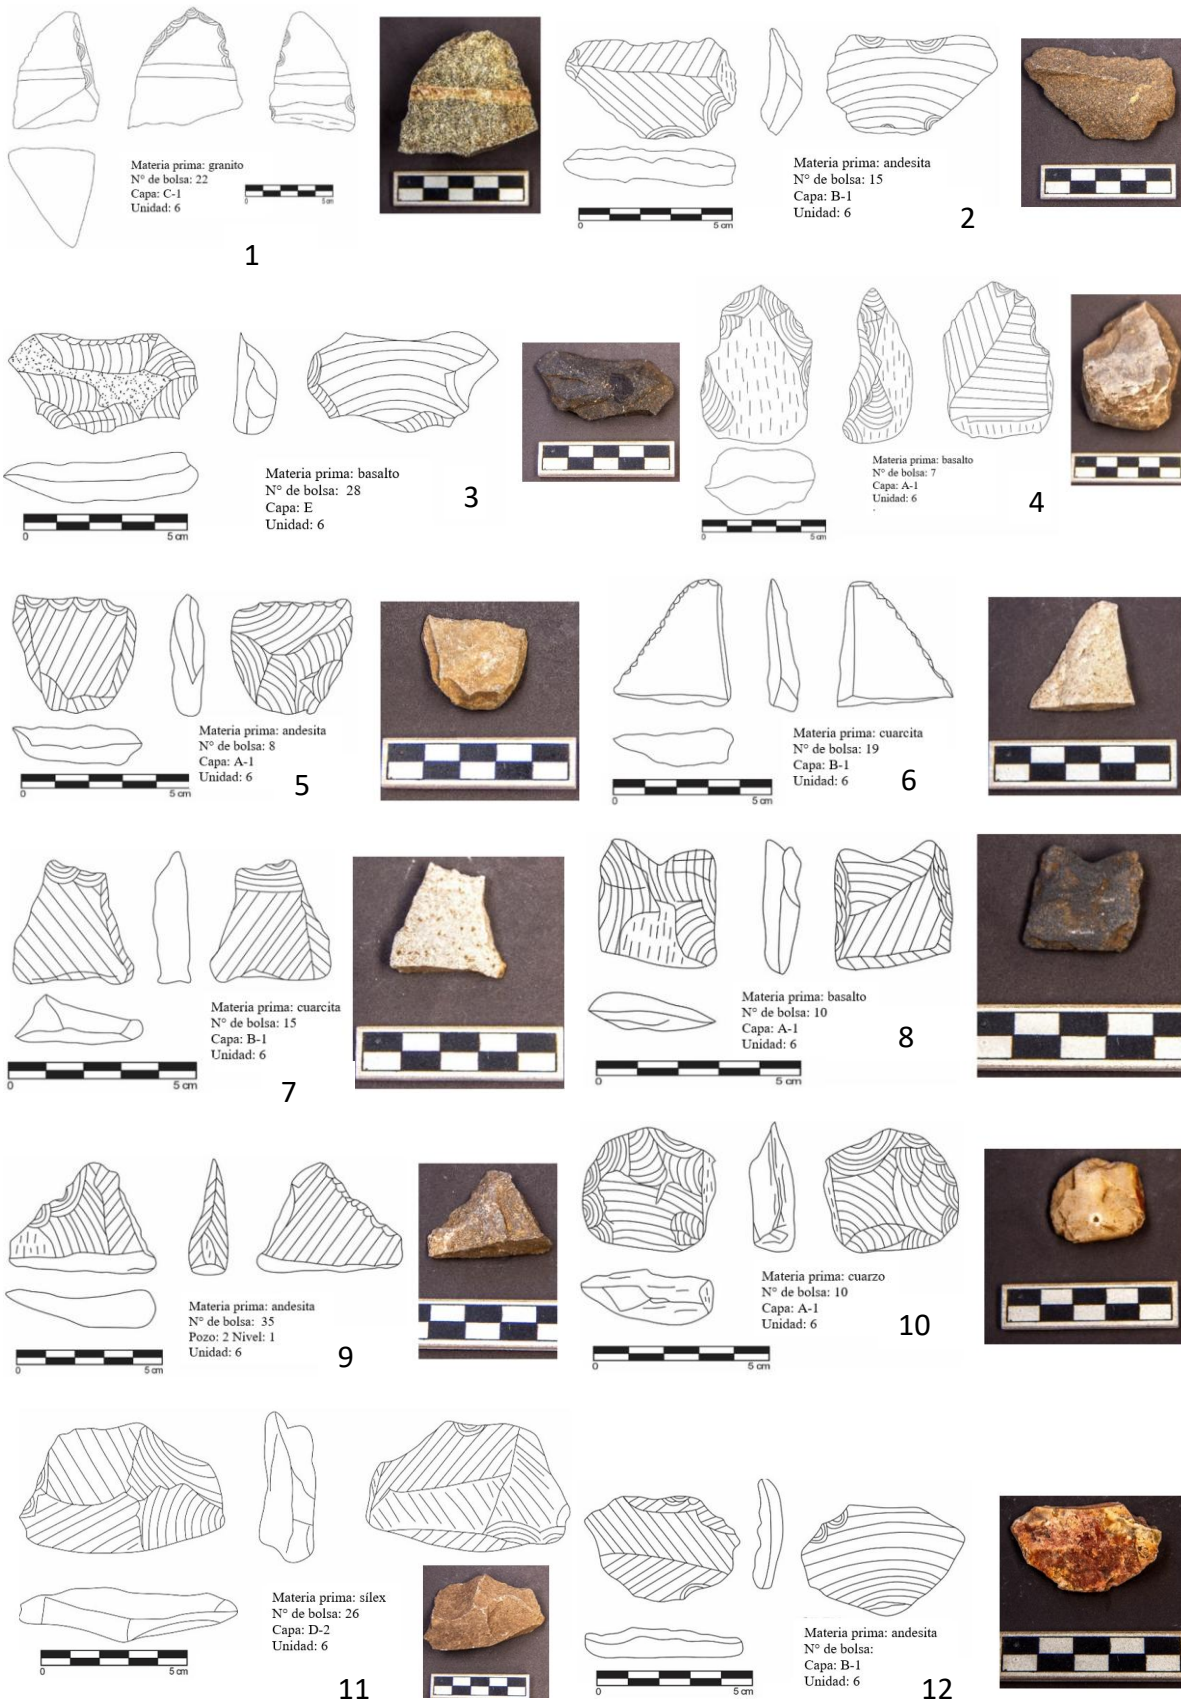 Materia prima: granito
N° de bolsa: 22
Capa: C-1
Unidad: 6
0 5 cm
1
Materia prima: andesita
N° de bolsa: 15
Capa: B-1
Unidad: 6
0 5 cm
2
Materia prima: basalto
N° de bolsa: 28
Capa: E
Unidad: 6
0 5 cm
3
Materia prima: basalto
N° de bolsa: 7
Capa: A-1
Unidad: 6
.
0 5 cm
4
Materia prima: andesita
N° de bolsa: 8
Capa: A-1
Unidad: 6
0 5 cm
5
Materia prima: cuarcita
N° de bolsa: 19
Capa: B-1
Unidad: 6
0 5 cm
6
Materia prima: cuarcita
N° de bolsa: 15
Capa: B-1
Unidad: 6
0 5 cm
7
Materia prima: basalto
N° de bolsa: 10
Capa: A-1
Unidad: 6
0 5 cm
8
Materia prima: andesita
N° de bolsa: 35
Pozo: 2 Nivel: 1
Unidad: 6
0 5 cm
9
Materia prima: cuarzo
N° de bolsa: 10
Capa: A-1
Unidad: 6
0 5 cm
10
Materia prima: sílex
N° de bolsa: 26
Capa: D-2
Unidad: 6
0 5 cm
11
Materia prima: andesita
N° de bolsa:
Capa: B-1
Unidad: 6
0 5 cm
12